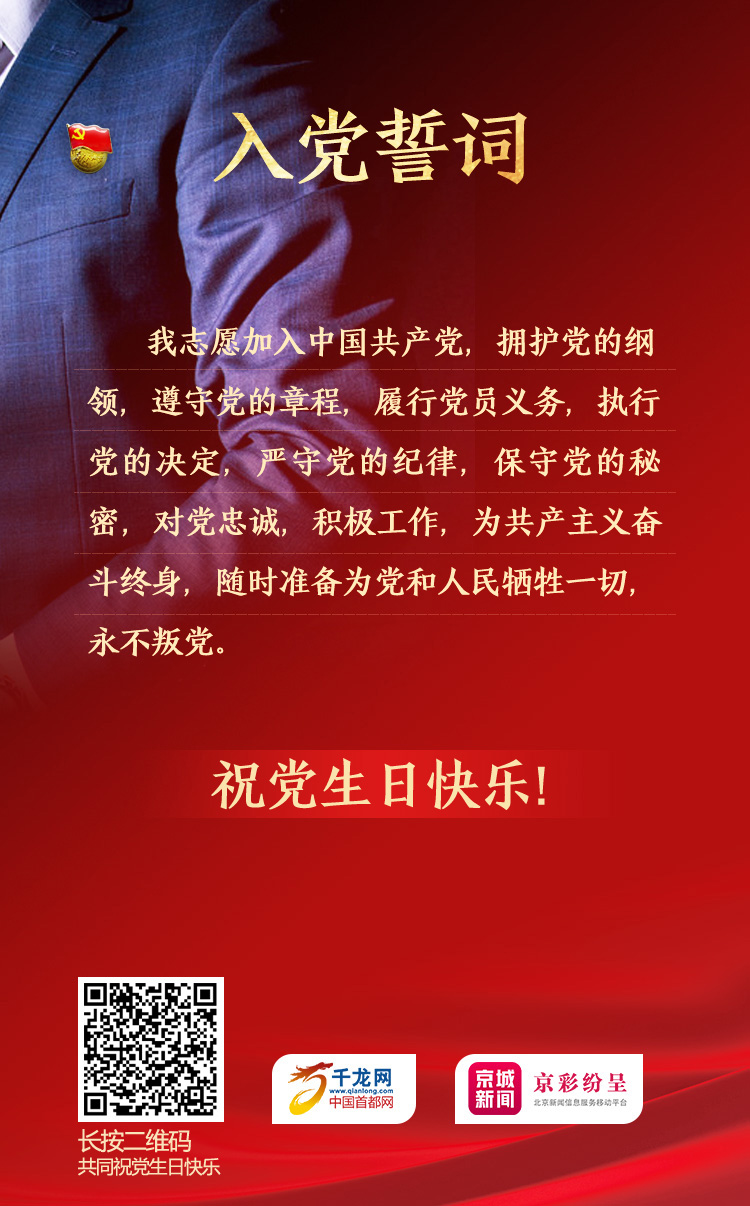 入党誓词
我志愿加入中国共产党，拥护党的纲
领，遵守党的章程，履行党员义务，执行
党的决定，严守党的纪律，保守党的秘
密，对党忠诚，积极工作，为共产主义奋
斗终身，随时准备为党和人民牺牲一切，
永不叛党。
祝党生日快乐！
长按二维码
共同祝党生日快乐
千龙网
www.qianlong.com
中国首都网
京城
新闻
京彩纷呈
北京新闻信息服务移动平台